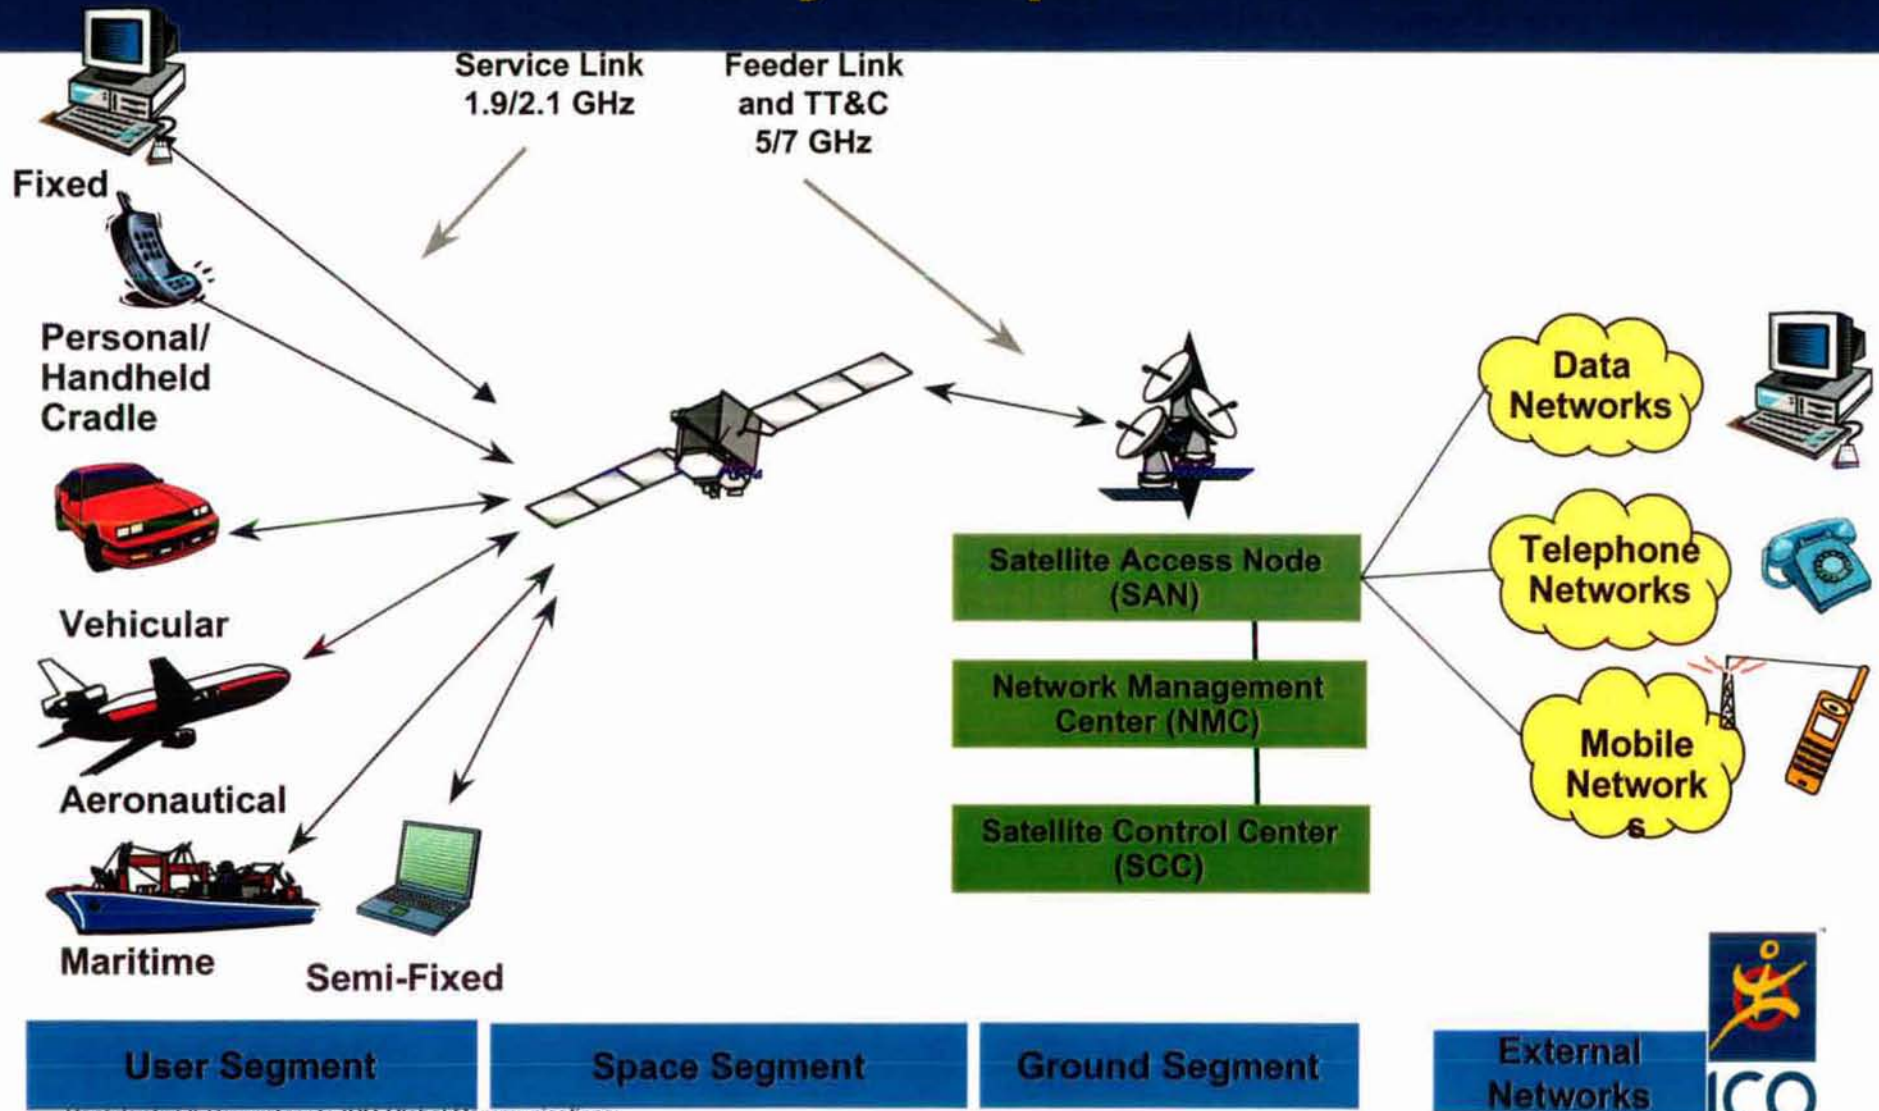 Service Link
1.9/2.1 GHz
Feeder Link
and TT&C
5/7 GHz
Fixed
Personal/
Handheld
Cradle
Vehicular
Aeronautical
Maritime
Semi-Fixed
Satellite Access Node
(SAN)
Network Management
Center (NMC)
Satellite Control Center
(SCC)
Data
Networks
Telephone
Networks
Mobile
Network
s
User Segment
Space Segment
Ground Segment
External
Networks
ICO